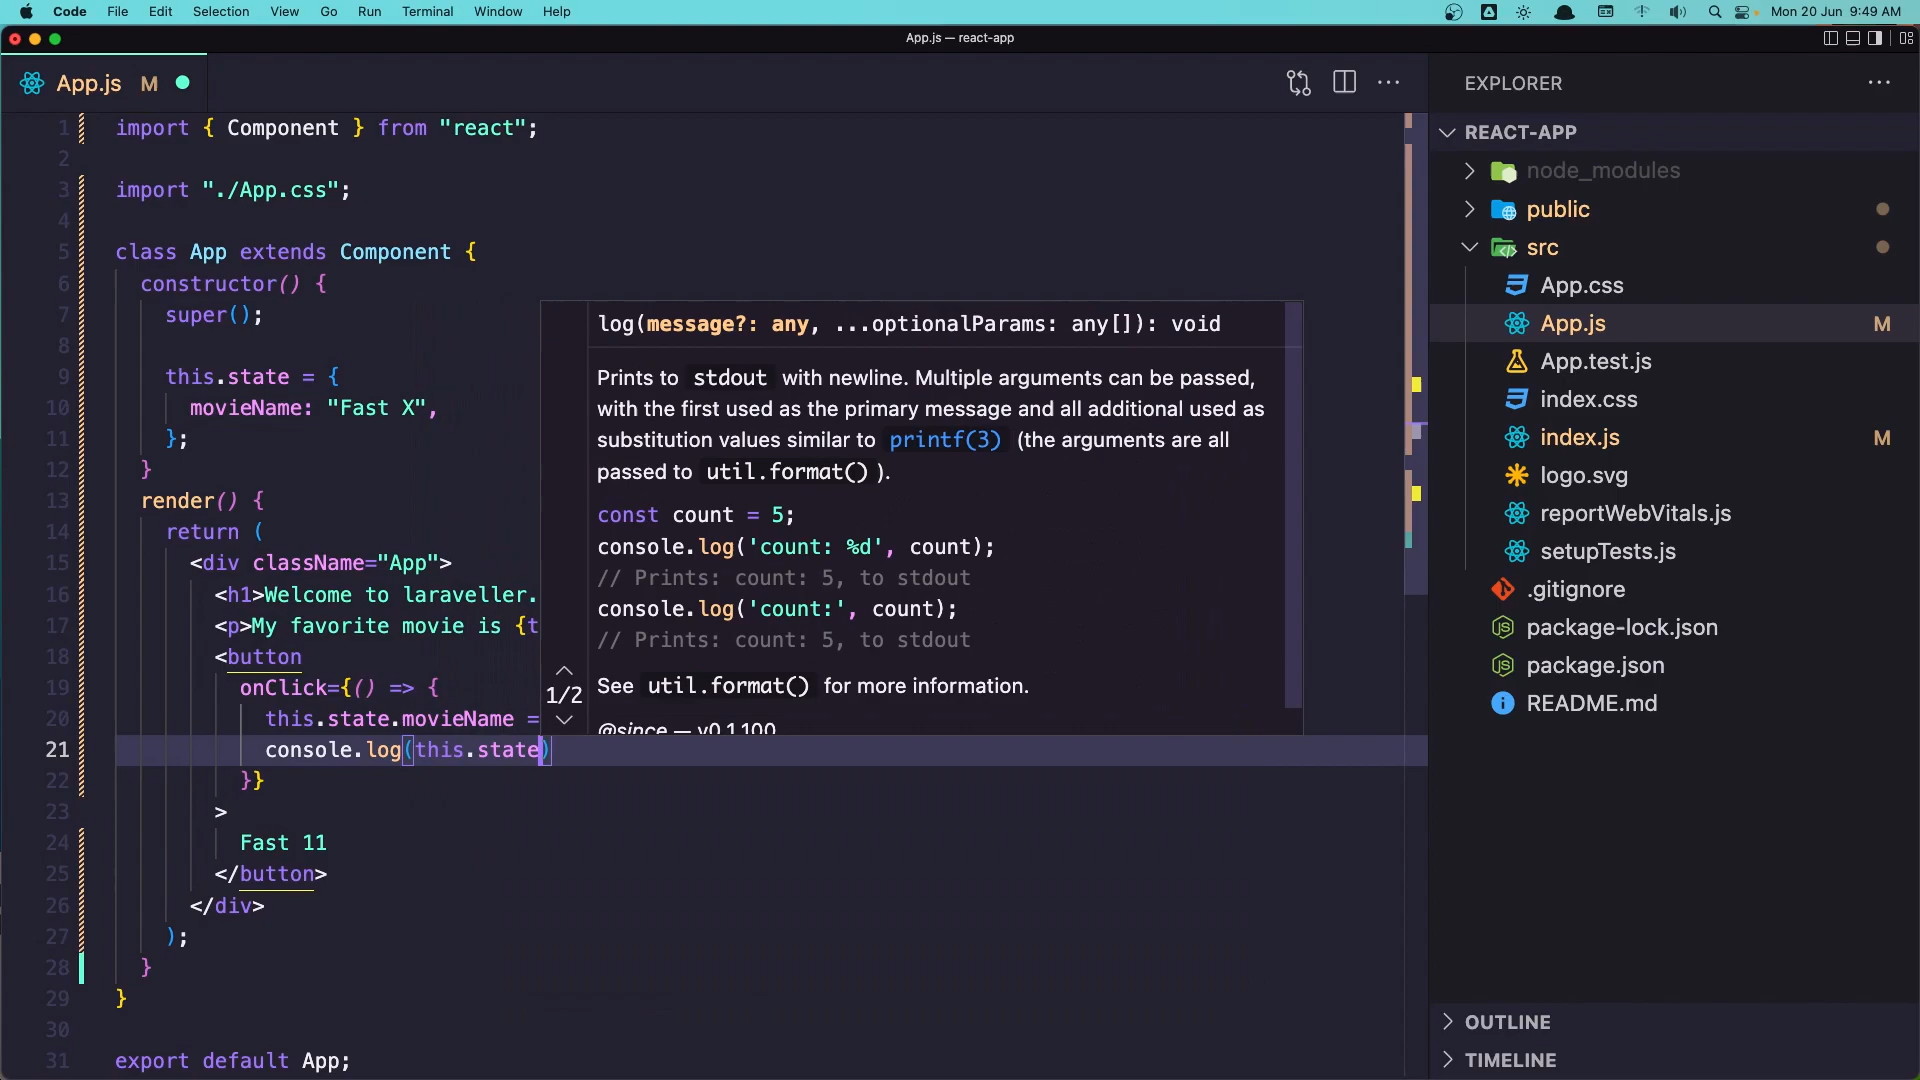 Code File Edit Selection View Go Run Terminal Window Help Mon 20 Jun 9:49 AM
App.js — react-app
App.js M
1 import { Component } from "react";
2
3 import "./App.css";
4
5 class App extends Component {
6 constructor() {
7 super();
8
9 this.state = {
10 movieName: "Fast X",
11 };
12 }
13 render() {
14 return (
15 <div className="App">
16 <h1>Welcome to laraveller.
17 <p>My favorite movie is {t
18 <button
19 onClick={() => {
20 this.state.movieName =
21 console.log(this.state)
22 }}
23 >
24 Fast 11
25 </button>
26 </div>
27 );
28 }
29 }
30
31 export default App;
log(message?: any, ...optionalParams: any[]): void
Prints to stdout with newline. Multiple arguments can be passed,
with the first used as the primary message and all additional used as
substitution values similar to printf(3) (the arguments are all
passed to util.format() ).
const count = 5;
console.log('count: %d', count);
// Prints: count: 5, to stdout
console.log('count:', count);
// Prints: count: 5, to stdout
1/2
See util.format() for more information.
@since — v0.1.100
EXPLORER
REACT-APP
node_modules
public
src
App.css
App.js M
App.test.js
index.css
index.js M
logo.svg
reportWebVitals.js
setupTests.js
.gitignore
package-lock.json
package.json
README.md
OUTLINE
TIMELINE